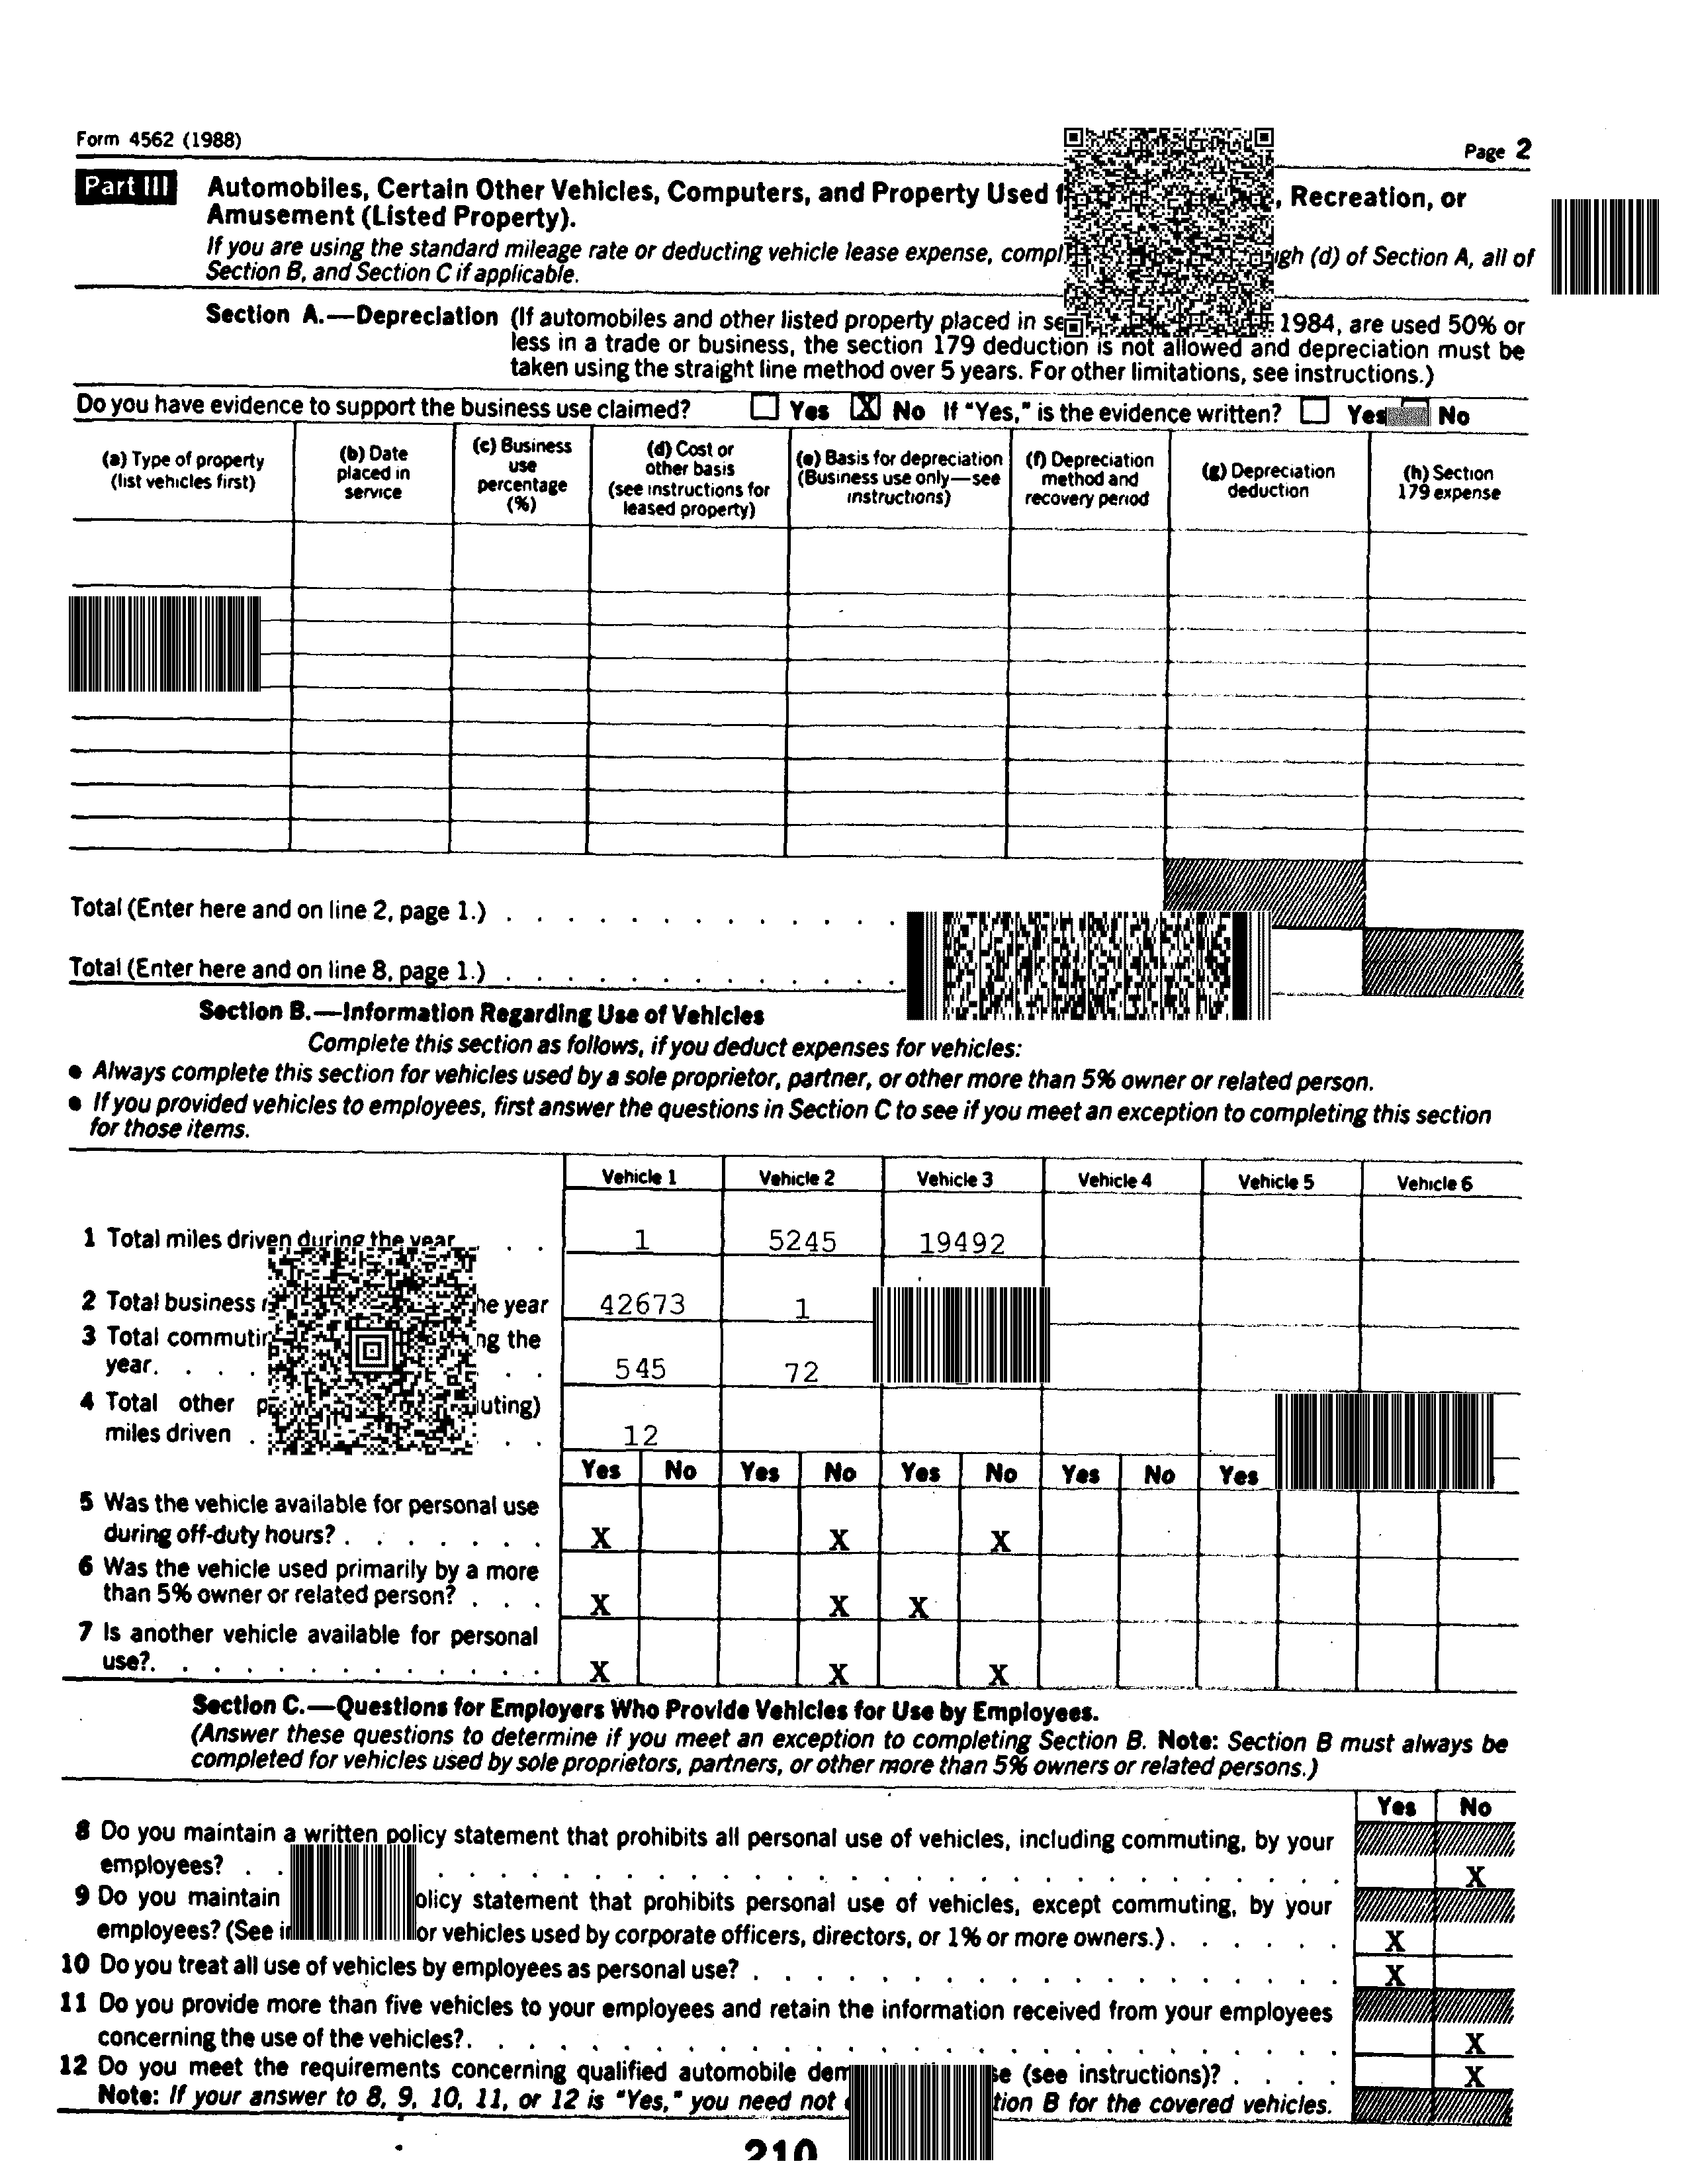 Form 4562 (1988)
Page 2
Part III Automobiles, Certain Other Vehicles, Computers, and Property Used , Recreation, or
Amusement (Listed Property).
If you are using the standard mileage rate or deducting vehicle lease expense, (d) of Section A, all of
Section B, and Section C if applicable.
Section A.—Depreciation (If automobiles and other listed property placed in 1984, are used 50% or
less in a trade or business, the section 179 deduction is not allowed and depreciation must be
taken using the straight line method over 5 years. For other limitations, see instructions.)
Do you have evidence to support the business use claimed? Yes X No If "Yes," is the evidence written? Yes No
(a) Type of property
(list vehicles first)
(b) Date
placed in
service
(c) Business
use
percentage
(%)
(d) Cost or
other basis
(see instructions for
leased property)
(e) Basis for depreciation
(Business use only—see
instructions)
(f) Depreciation
method and
recovery period
(g) Depreciation
deduction
(h) Section
179 expense
Total (Enter here and on line 2, page 1.)
Total (Enter here and on line 8, page 1.)
Section B.—Information Regarding Use of Vehicles
Complete this section as follows, if you deduct expenses for vehicles:
● Always complete this section for vehicles used by a sole proprietor, partner, or other more than 5% owner or related person.
● If you provided vehicles to employees, first answer the questions in Section C to see if you meet an exception to completing this section
for those items.
Vehicle 1 Vehicle 2 Vehicle 3 Vehicle 4 Vehicle 5 Vehicle 6
1 Total miles driven during the year 1 5245 19492
2 Total business year 42673 1
3 Total the
year. 545 72
4 Total other
miles driven 12
Yes No Yes No Yes No Yes No Yes
5 Was the vehicle available for personal use
during off-duty hours? X X X
6 Was the vehicle used primarily by a more
than 5% owner or related person? X X X
7 Is another vehicle available for personal
use? X X X
Section C.—Questions for Employers Who Provide Vehicles for Use by Employees.
(Answer these questions to determine if you meet an exception to completing Section B. Note: Section B must always be
completed for vehicles used by sole proprietors, partners, or other more than 5% owners or related persons.)
Yes No
8 Do you maintain a written policy statement that prohibits all personal use of vehicles, including commuting, by your
employees? X
9 Do you maintain statement that prohibits personal use of vehicles, except commuting, by your
employees? (See vehicles used by corporate officers, directors, or 1% or more owners.) X
10 Do you treat all use of vehicles by employees as personal use? X
11 Do you provide more than five vehicles to your employees and retain the information received from your employees
concerning the use of the vehicles? X
12 Do you meet the requirements concerning qualified automobile (see instructions)? X
Note: If your answer to 8, 9, 10, 11, or 12 is "Yes," you need not B for the covered vehicles.
210